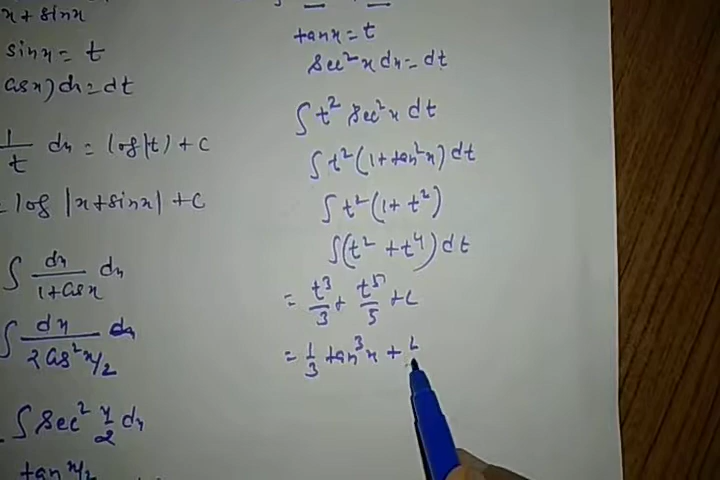 x + sinx
sinx = t
cosx) dx = dt
1/t dx = log|t| + C
= log |x+sinx| + C
∫ dx/1+cosx dx
∫ dx/2cos²x/2 dx
∫ sec² x/2 dx
tan x/2
tanx = t
sec²x dx = dt
∫ t² sec²x dt
∫ t² (1 + tan²x) dt
∫ t² (1 + t²)
∫ (t² + t⁴) dt
= t³/3 + t⁵/5 + C
= 1/3 tan³x + 1